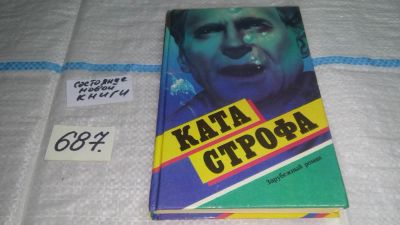 состояние
новой
книги
687.
КАТА
СТРОФА
Зарубежный роман